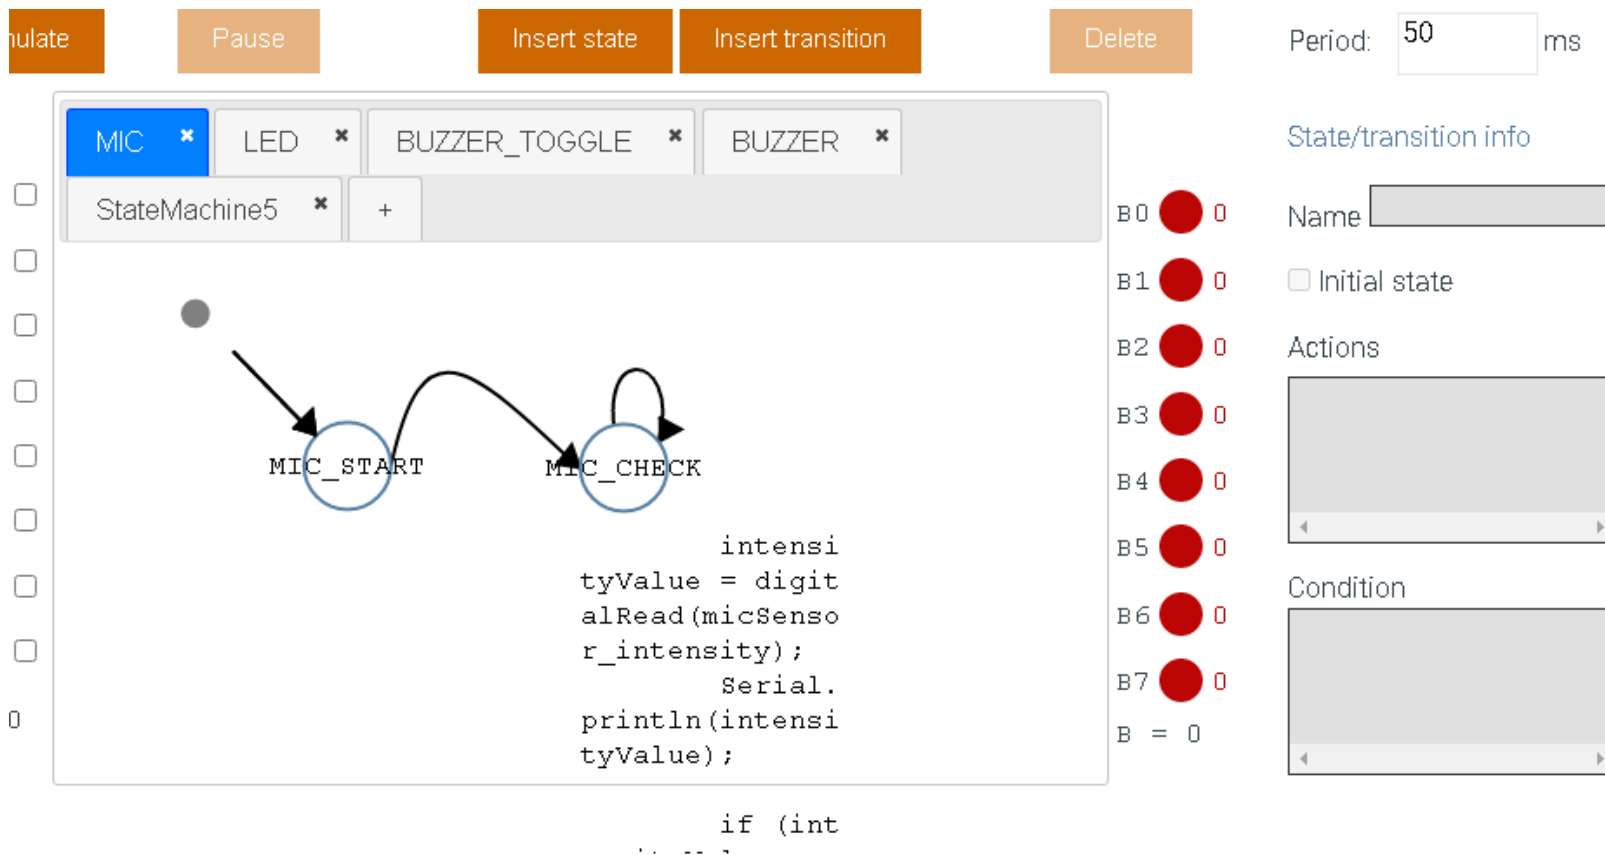 nulate Pause Insert state Insert transition Delete Period: 50 ms
MIC ✖ LED ✖ BUZZER_TOGGLE ✖ BUZZER ✖
StateMachine5 ✖ +
MIC_START MIC_CHECK
intensi
tyValue = digit
alRead(micSenso
r_intensity);
Serial.
println(intensi
tyValue);
if (int
0
B0 0
B1 0
B2 0
B3 0
B4 0
B5 0
B6 0
B7 0
B = 0
State/transition info
Name
Initial state
Actions
Condition